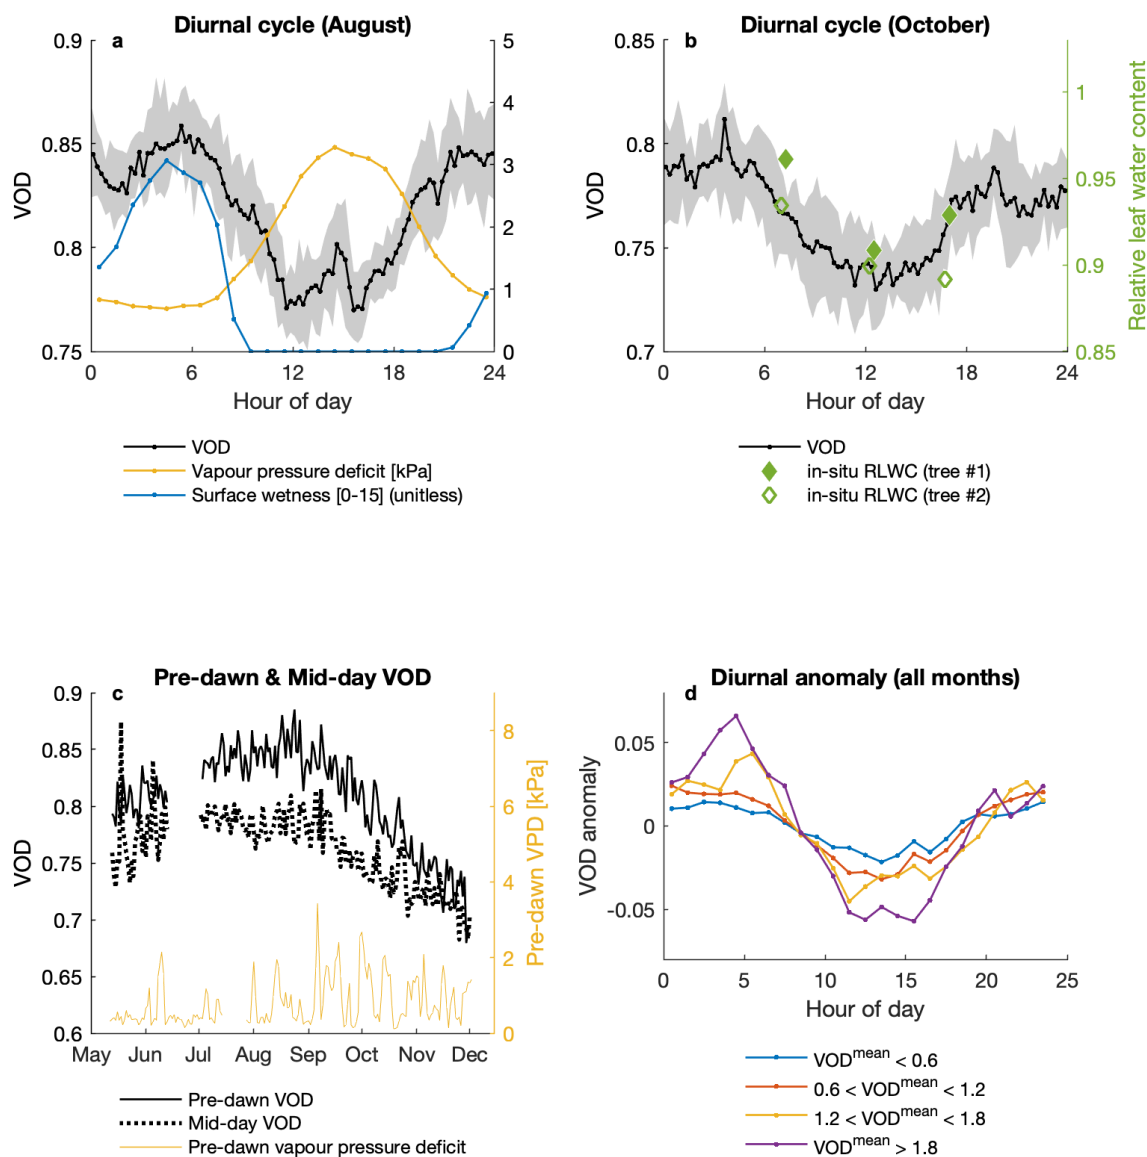 Diurnal cycle (August)
a
0.9
0.85
0.8
0.75
VOD
5
4
3
2
1
0
0 6 12 18 24
Hour of day
VOD
Vapour pressure deficit [kPa]
Surface wetness [0-15] (unitless)
Diurnal cycle (October)
b
0.85
0.8
0.75
0.7
VOD
1
0.95
0.9
0.85
Relative leaf water content
0 6 12 18 24
Hour of day
VOD
in-situ RLWC (tree #1)
in-situ RLWC (tree #2)
Pre-dawn & Mid-day VOD
c
0.9
0.85
0.8
0.75
0.7
0.65
0.6
VOD
8
6
4
2
0
Pre-dawn VPD [kPa]
May Jun Jul Aug Sep Oct Nov Dec
Pre-dawn VOD
Mid-day VOD
Pre-dawn vapour pressure deficit
Diurnal anomaly (all months)
d
0.05
0
-0.05
VOD anomaly
0 5 10 15 20 25
Hour of day
VOD^mean < 0.6
0.6 < VOD^mean < 1.2
1.2 < VOD^mean < 1.8
VOD^mean > 1.8